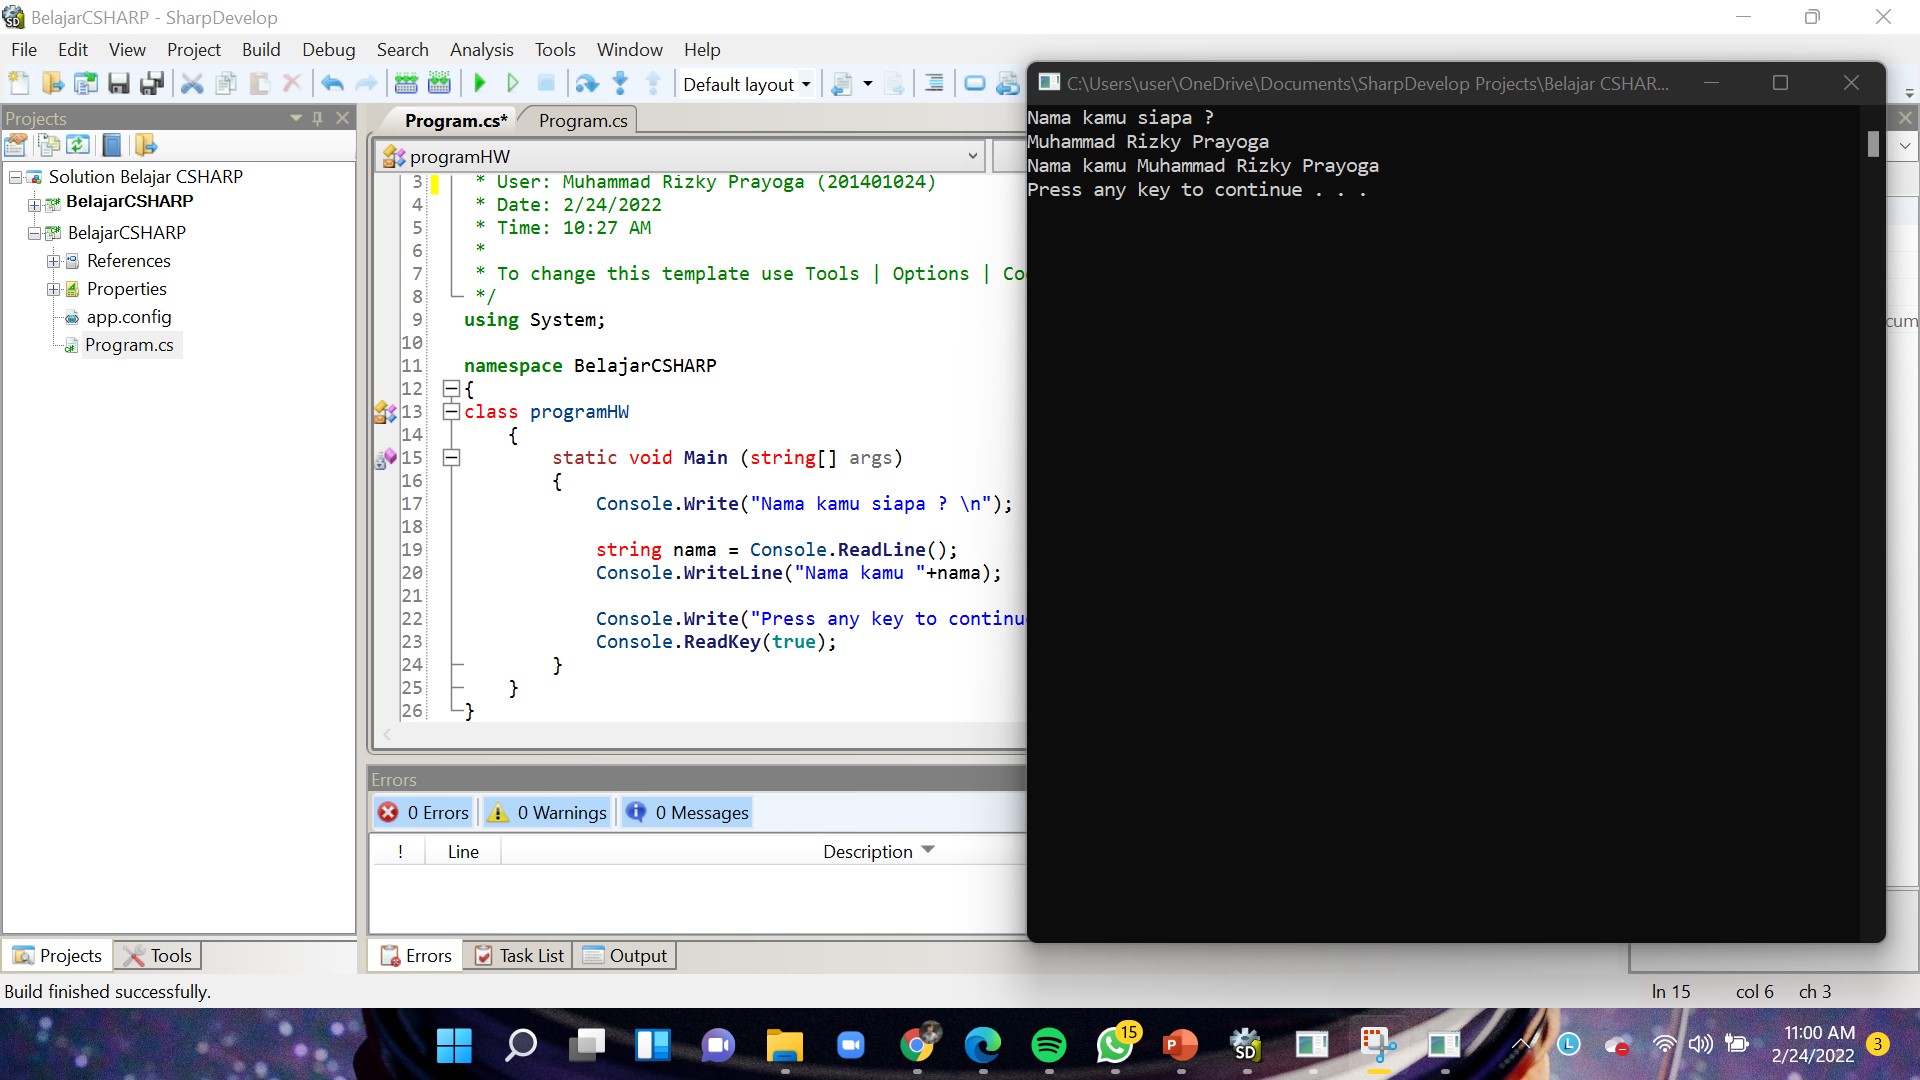 BelajarCSHARP - SharpDevelop
File Edit View Project Build Debug Search Analysis Tools Window Help
Default layout
Projects
Solution Belajar CSHARP
BelajarCSHARP
BelajarCSHARP
References
Properties
app.config
Program.cs
Projects
Tools
Program.cs*
Program.cs
programHW
3 * User: Muhammad Rizky Prayoga (201401024)
4 * Date: 2/24/2022
5 * Time: 10:27 AM
6 *
7 * To change this template use Tools | Options | Co
8 */
9 using System;
10
11 namespace BelajarCSHARP
12 {
13 class programHW
14 {
15 static void Main (string[] args)
16 {
17 Console.Write("Nama kamu siapa ? \n");
18
19 string nama = Console.ReadLine();
20 Console.WriteLine("Nama kamu "+nama);
21
22 Console.Write("Press any key to continu
23 Console.ReadKey(true);
24 }
25 }
26 }
Errors
0 Errors
0 Warnings
0 Messages
! Line Description
Errors
Task List
Output
C:\Users\user\OneDrive\Documents\SharpDevelop Projects\Belajar CSHAR...
Nama kamu siapa ?
Muhammad Rizky Prayoga
Nama kamu Muhammad Rizky Prayoga
Press any key to continue . . .
cum
Build finished successfully.
ln 15 col 6 ch 3
15
P
SD
L
11:00 AM
2/24/2022
3